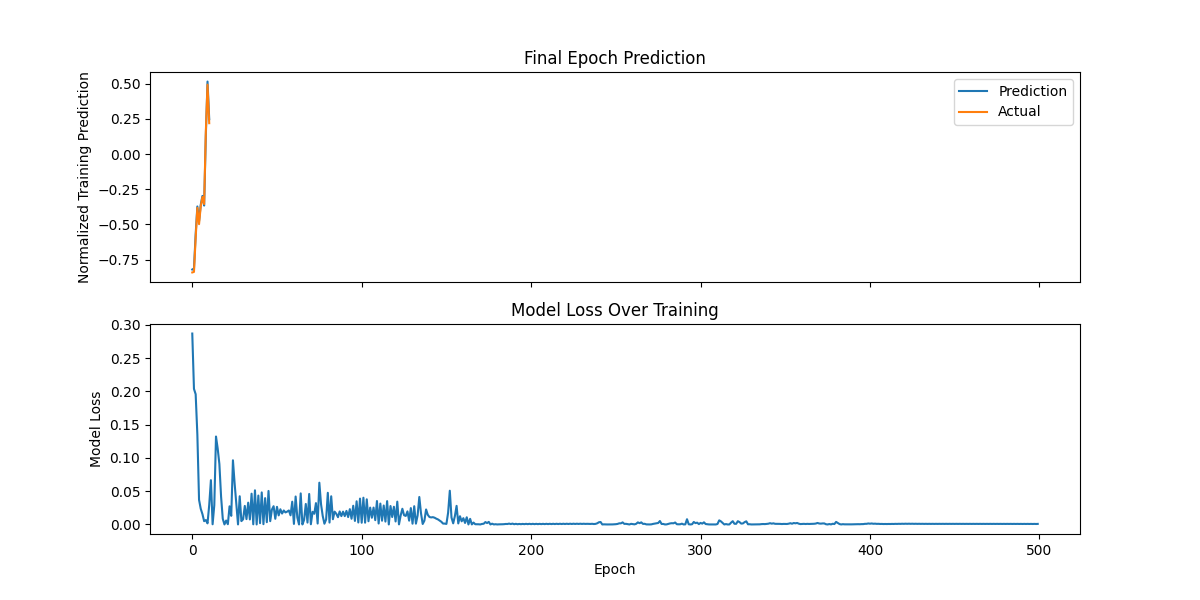 Final Epoch Prediction
Normalized Training Prediction
0.50
0.25
0.00
−0.25
−0.50
−0.75
Prediction
Actual
Model Loss Over Training
Model Loss
0.30
0.25
0.20
0.15
0.10
0.05
0.00
0 100 200 300 400 500
Epoch